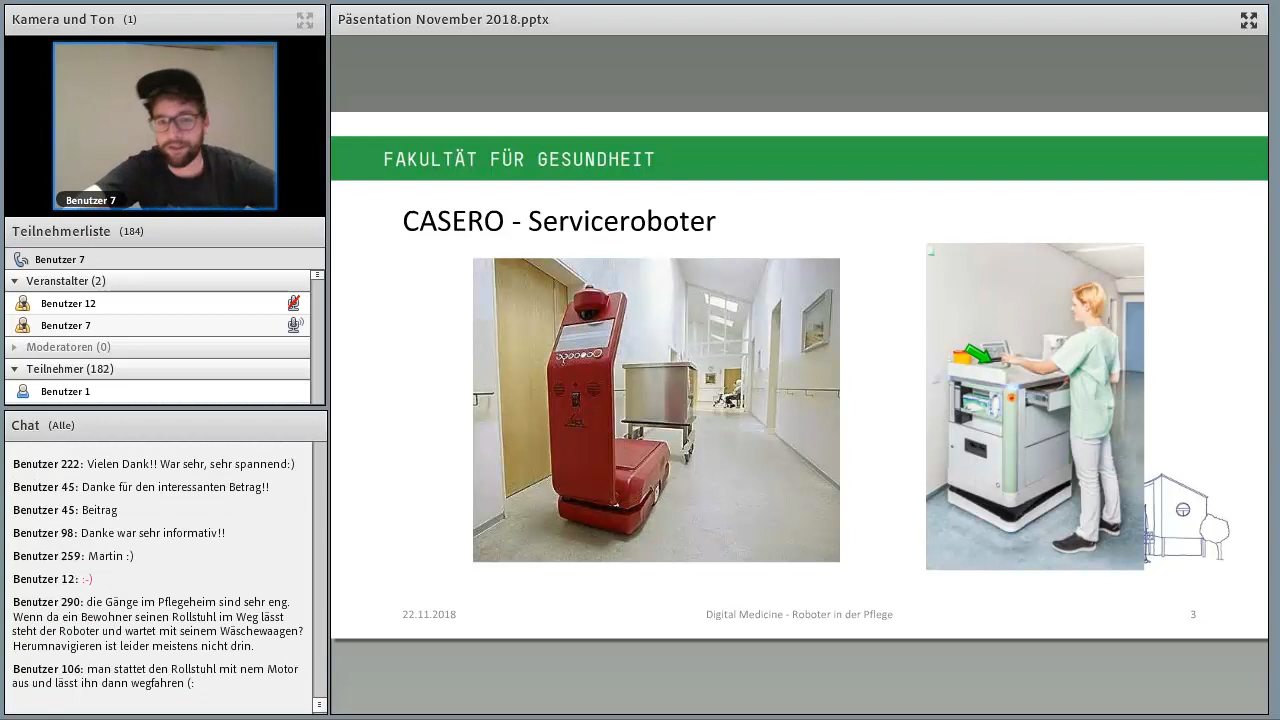 Kamera und Ton (1)
Benutzer 7
Teilnehmerliste (184)
Benutzer 7
Veranstalter (2)
Benutzer 12
Benutzer 7
Moderatoren (0)
Teilnehmer (182)
Benutzer 1
Chat (Alle)
Benutzer 222: Vielen Dank!! War sehr, sehr spannend:)
Benutzer 45: Danke für den interessanten Betrag!!
Benutzer 45: Beitrag
Benutzer 98: Danke war sehr informativ!!
Benutzer 259: Martin :)
Benutzer 12: :-)
Benutzer 290: die Gänge im Pflegeheim sind sehr eng.
Wenn da ein Bewohner seinen Rollstuhl im Weg lässt
steht der Roboter und wartet mit seinem Wäschewaagen?
Herumnavigieren ist leider meistens nicht drin.
Benutzer 106: man stattet den Rollstuhl mit nem Motor
aus und lässt ihn dann wegfahren (:
Päsentation November 2018.pptx
FAKULTÄT FÜR GESUNDHEIT
CASERO - Serviceroboter
22.11.2018
Digital Medicine - Roboter in der Pflege
3